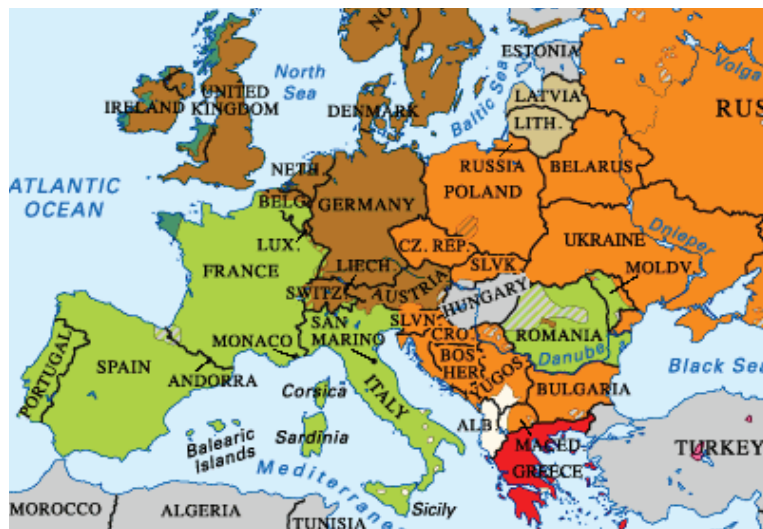 NO
ESTONIA
Volga
North
Sea
Baltic Sea
LATVIA
RUS
IRELAND
UNITED
KINGDOM
DENMARK
LITH.
ATLANTIC
OCEAN
NETH.
RUSSIA
BELARUS
POLAND
BELG.
GERMANY
Dnieper
LUX.
CZ. REP.
UKRAINE
FRANCE
LIECH.
SLVK.
MOLDV.
SWITZ.
AUSTRIA
HUNGARY
SAN
MARINO
SLVN.
CRO.
ROMANIA
PORTUGAL
SPAIN
MONACO
BOS.
HER.
Danube
ANDORRA
YUGOS.
Black Sea
Corsica
ITALY
BULGARIA
Balearic
Islands
Sardinia
ALB.
MACED.
GREECE
TURKEY
Mediterrane
MOROCCO
ALGERIA
TUNISIA
Sicily